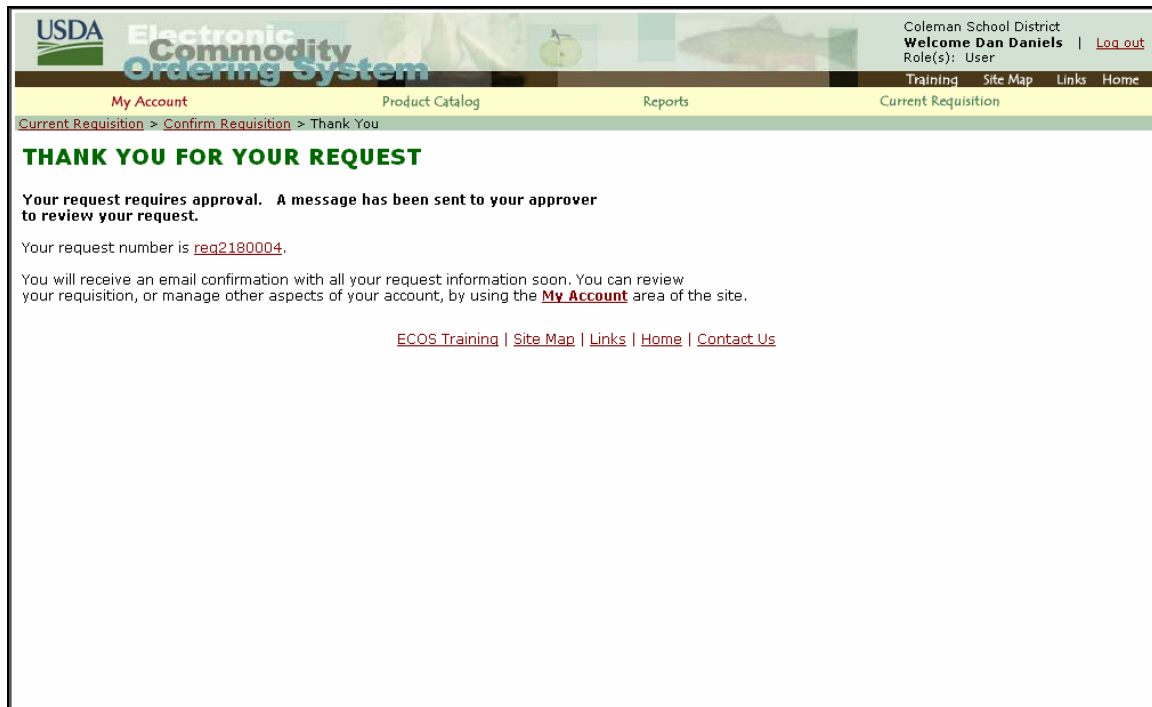 USDA
Electronic
Commodity
Ordering System
Coleman School District
Welcome Dan Daniels | Log out
Role(s): User
Training Site Map Links Home
My Account Product Catalog Reports Current Requisition
Current Requisition > Confirm Requisition > Thank You
THANK YOU FOR YOUR REQUEST
Your request requires approval. A message has been sent to your approver
to review your request.
Your request number is req2180004.
You will receive an email confirmation with all your request information soon. You can review
your requisition, or manage other aspects of your account, by using the My Account area of the site.
ECOS Training | Site Map | Links | Home | Contact Us